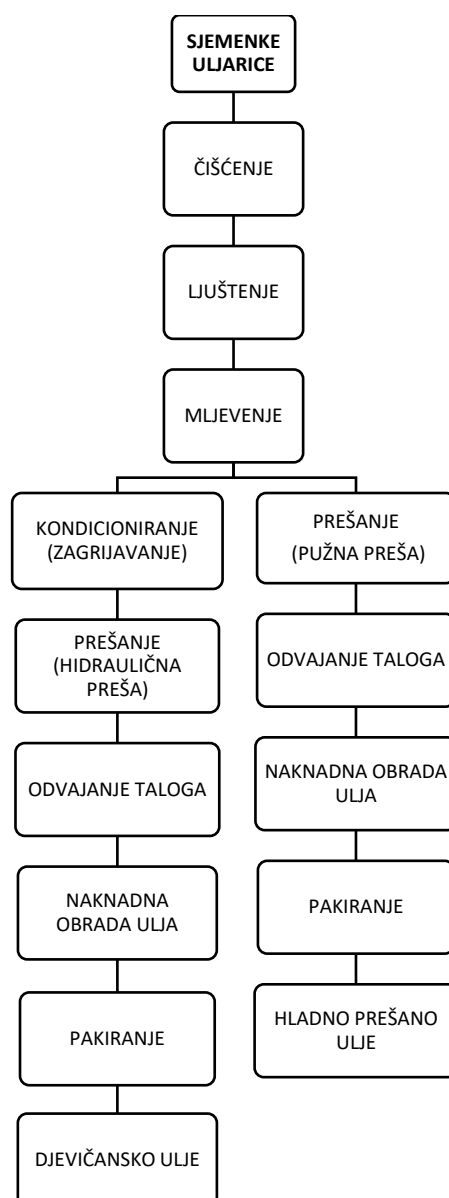 SJEMENKE
ULJARICE
ČIŠĆENJE
LJUŠTENJE
MLJEVENJE
KONDICIONIRANJE
(ZAGRIJAVANJE)
PREŠANJE
(HIDRAULIČNA
PREŠA)
ODVAJANJE TALOGA
NAKNADNA
OBRADA ULJA
PAKIRANJE
DJEVIČANSKO ULJE
PREŠANJE
(PUŽNA PREŠA)
ODVAJANJE TALOGA
NAKNADNA OBRADA
ULJA
PAKIRANJE
HLADNO PREŠANO
ULJE